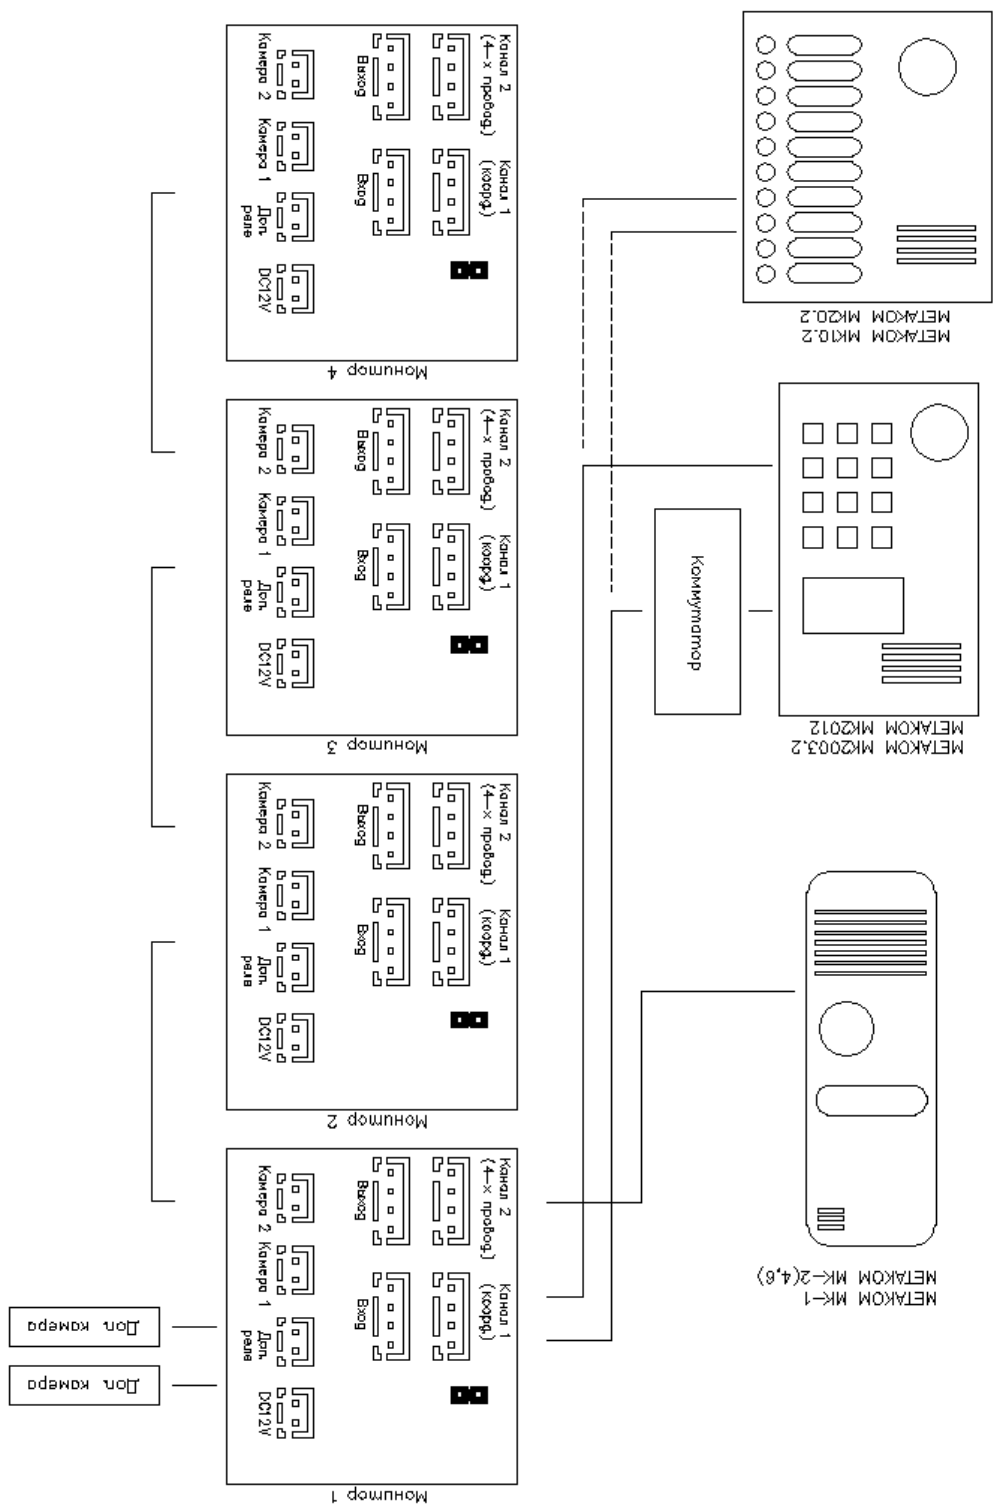 Канал 2
(4-х провод.)
Выход
Камера 2
Канал 1
(коорд.)
Вход
Камера 1
Доп.
реле
DC12V
Монитор 4
МЕТАКОМ МК10.2
МЕТАКОМ МК20.2
Канал 2
(4-х провод.)
Выход
Камера 2
Канал 1
(коорд.)
Вход
Камера 1
Доп.
реле
DC12V
Монитор 3
Коммутатор
МЕТАКОМ МК2003.2
МЕТАКОМ МК2012
Канал 2
(4-х провод.)
Выход
Камера 2
Канал 1
(коорд.)
Вход
Камера 1
Доп.
реле
DC12V
Монитор 2
Канал 2
(4-х провод.)
Выход
Камера 2
Канал 1
(коорд.)
Вход
Камера 1
Доп.
реле
DC12V
Монитор 1
МЕТАКОМ МК-1
МЕТАКОМ МК-2(4,6)
Доп. камера
Доп. камера